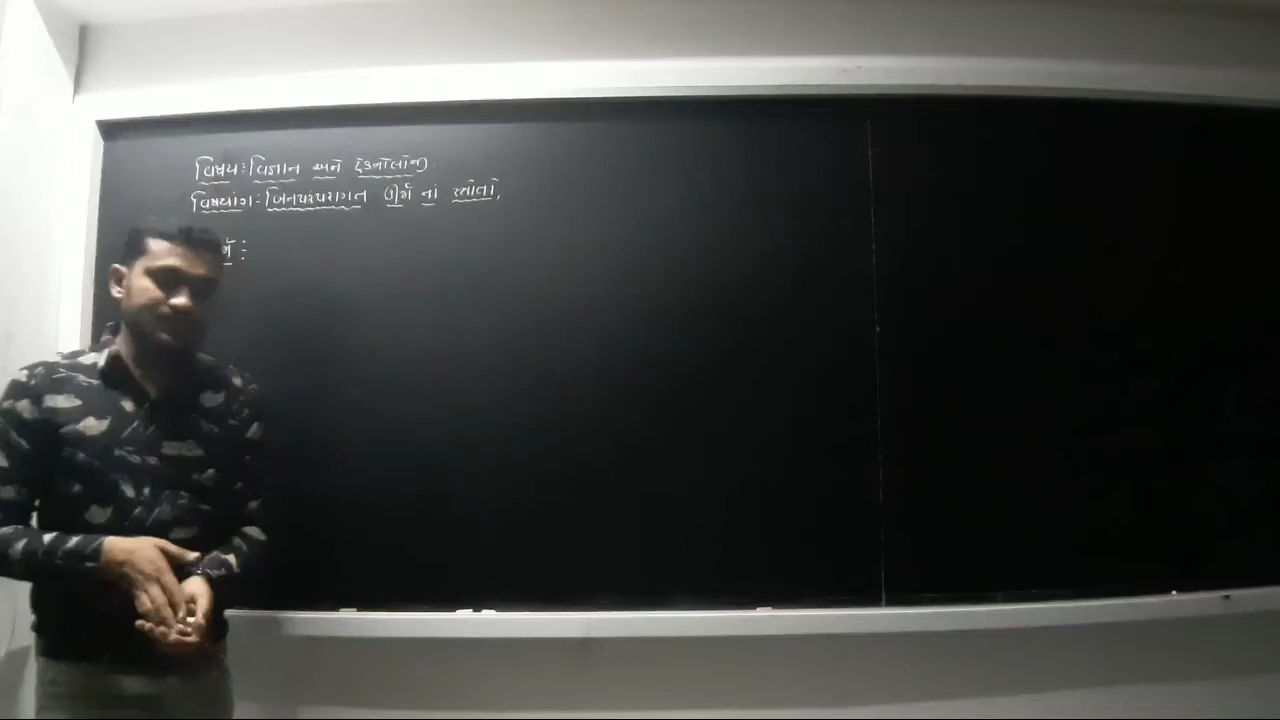 વિષય: વિજ્ઞાન અને ટેકનોલોજી.
વિષયાંગ:- બિનપરંપરાગત ઊર્જા નાં સ્ત્રોતો.